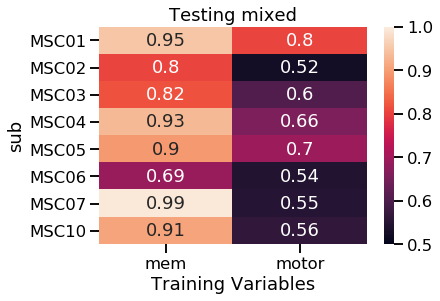 Testing mixed
sub
MSC01 0.95 0.8
MSC02 0.8 0.52
MSC03 0.82 0.6
MSC04 0.93 0.66
MSC05 0.9 0.7
MSC06 0.69 0.54
MSC07 0.99 0.55
MSC10 0.91 0.56
mem motor
Training Variables
1.0
0.9
0.8
0.7
0.6
0.5